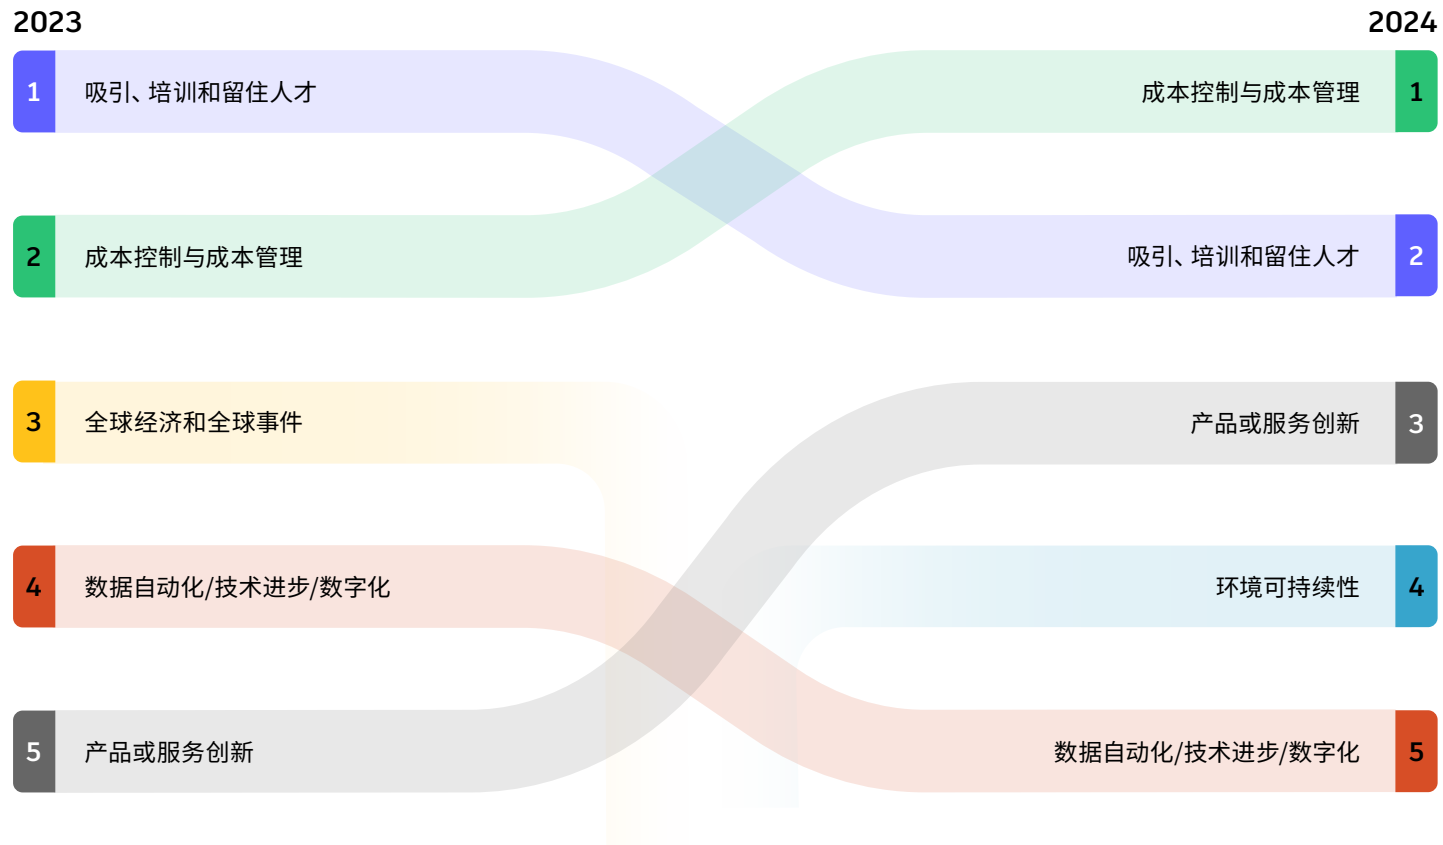 2023
2024
1
吸引、培训和留住人才
成本控制与成本管理
1
2
成本控制与成本管理
吸引、培训和留住人才
2
3
全球经济和全球事件
产品或服务创新
3
4
数据自动化/技术进步/数字化
环境可持续性
4
5
产品或服务创新
数据自动化/技术进步/数字化
5